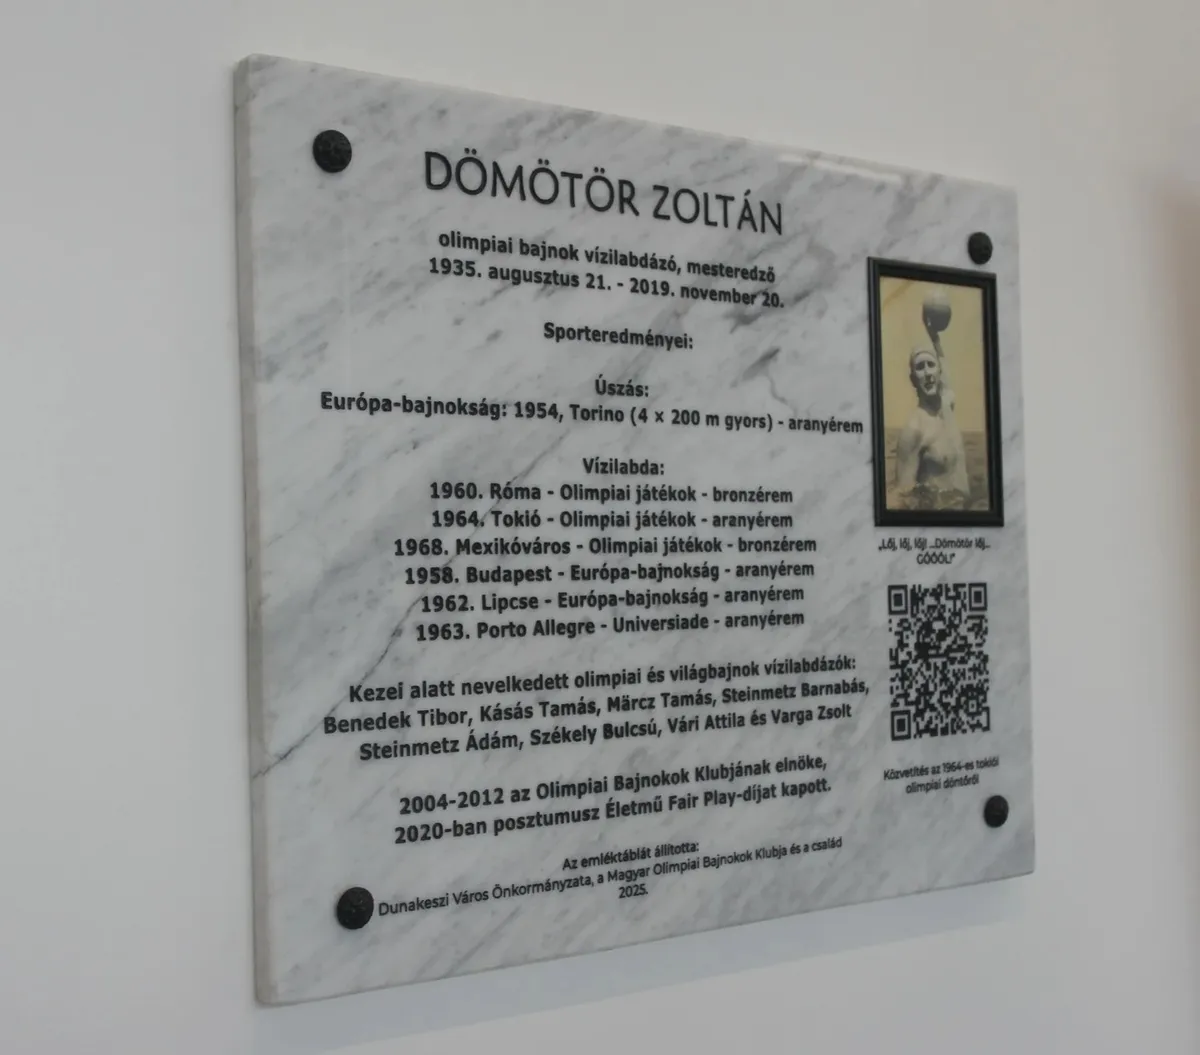 DÖMÖTÖR ZOLTÁN
olimpiai bajnok vízilabdázó, mesteredző
1935. augusztus 21. - 2019. november 20.
Sporteredményei:
Úszás:
Európa-bajnokság: 1954, Torino (4 × 200 m gyors) - aranyérem
Vízilabda:
1960. Róma - Olimpiai játékok - bronzérem
1964. Tokió - Olimpiai játékok - aranyérem
1968. Mexikóváros - Olimpiai játékok - bronzérem
1958. Budapest - Európa-bajnokság - aranyérem
1962. Lipcse - Európa-bajnokság - aranyérem
1963. Porto Allegre - Universiade - aranyérem
Kezei alatt nevelkedett olimpiai és világbajnok vízilabdázók:
Benedek Tibor, Kásás Tamás, Märcz Tamás, Steinmetz Barnabás,
Steinmetz Ádám, Székely Bulcsú, Vári Attila és Varga Zsolt
2004-2012 az Olimpiai Bajnokok Klubjának elnöke,
2020-ban posztumusz Életmű Fair Play-díjat kapott.
Az emléktáblát állította:
Dunakeszi Város Önkormányzata, a Magyar Olimpiai Bajnokok Klubja és a család
2025.
„Lőj, lőj, lőj! ...Dömötör lőj...
GÓÓÓL!"
Közvetítés az 1964-es tokiói
olimpiai döntőről